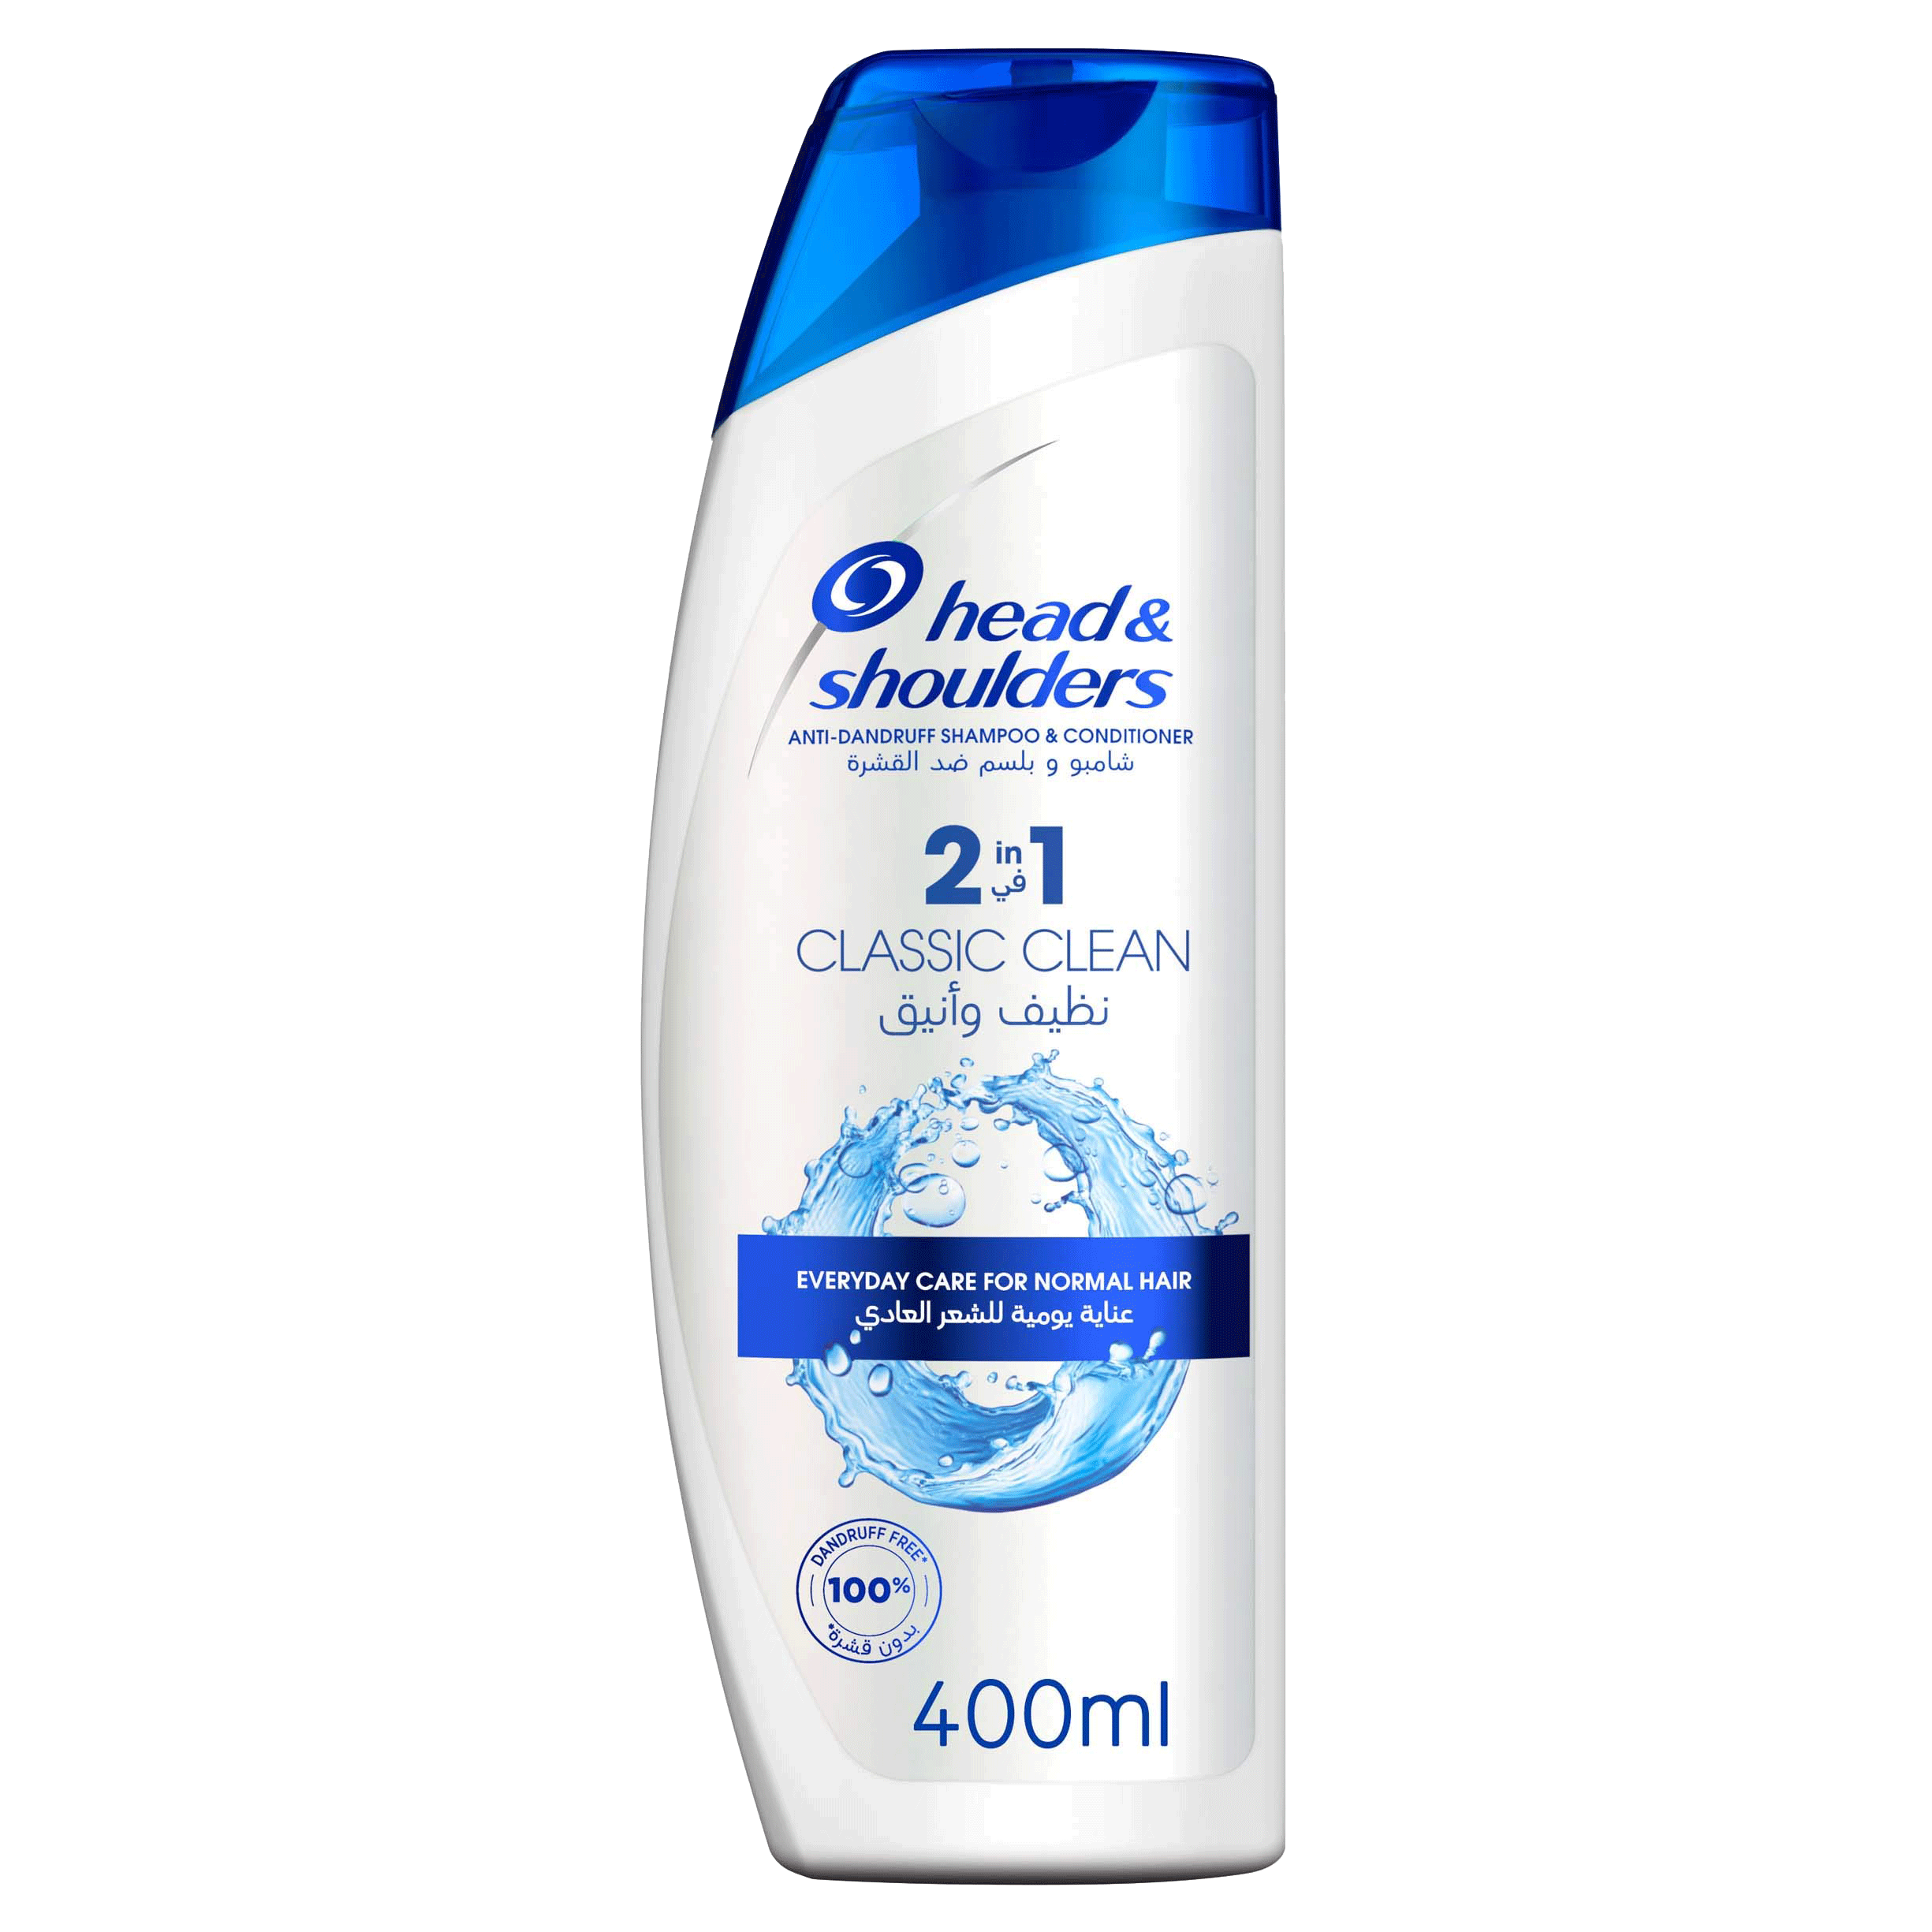 head &
shoulders
ANTI-DANDRUFF SHAMPOO & CONDITIONER
شامبو و بلسم ضد القشرة
2 in في 1
CLASSIC CLEAN
نظيف وأنيق
EVERYDAY CARE FOR NORMAL HAIR
عناية يومية للشعر العادي
DANDRUFF FREE*
100%
بدون قشرة*
400ml